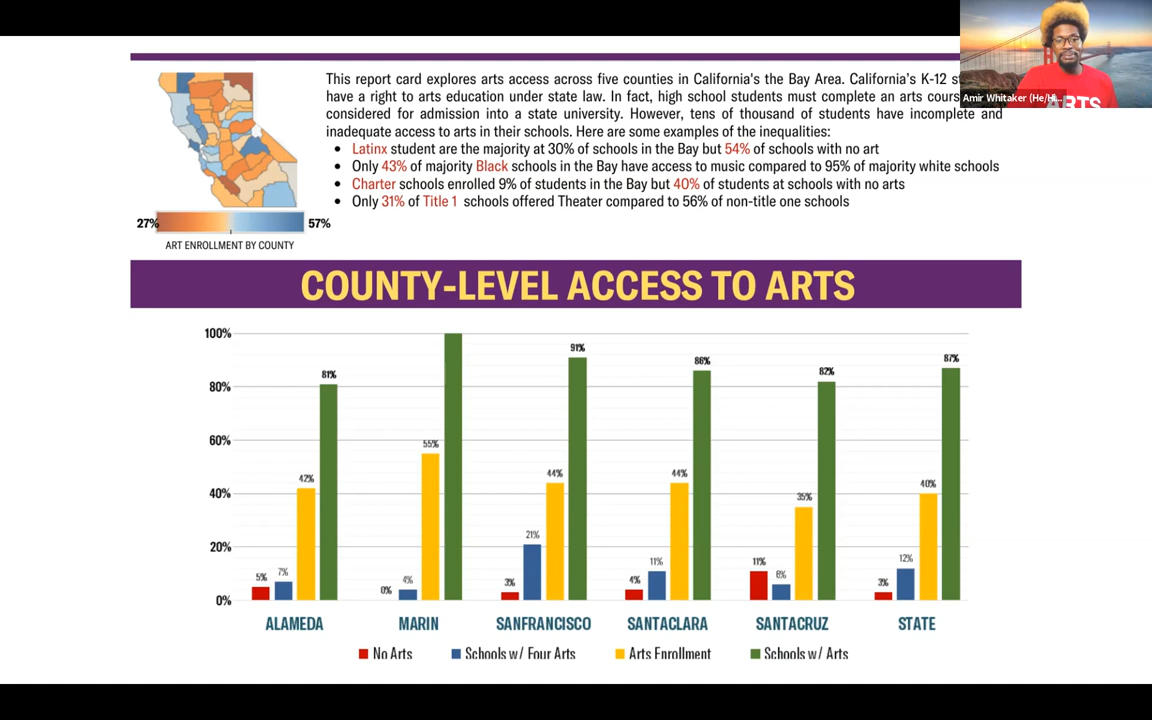 This report card explores arts access across five counties in California's the Bay Area. California's K-12
have a right to arts education under state law. In fact, high school students must complete an arts
considered for admission into a state university. However, tens of thousand of students have incomplete and
inadequate access to arts in their schools. Here are some examples of the inequalities:
• Latinx student are the majority at 30% of schools in the Bay but 54% of schools with no art
• Only 43% of majority Black schools in the Bay have access to music compared to 95% of majority white schools
• Charter schools enrolled 9% of students in the Bay but 40% of students at schools with no arts
• Only 31% of Title 1 schools offered Theater compared to 56% of non-title one schools
27% 57%
ART ENROLLMENT BY COUNTY
Amir Whitaker (He/Hi...
ARTS
COUNTY-LEVEL ACCESS TO ARTS
100%
80%
60%
40%
20%
0%
5% 7% 42% 81%
0% 4% 55%
3% 21% 44% 91%
4% 11% 44% 86%
11% 6% 35% 82%
3% 12% 40% 87%
ALAMEDA MARIN SANFRANCISCO SANTACLARA SANTACRUZ STATE
No Arts Schools w/ Four Arts Arts Enrollment Schools w/ Arts